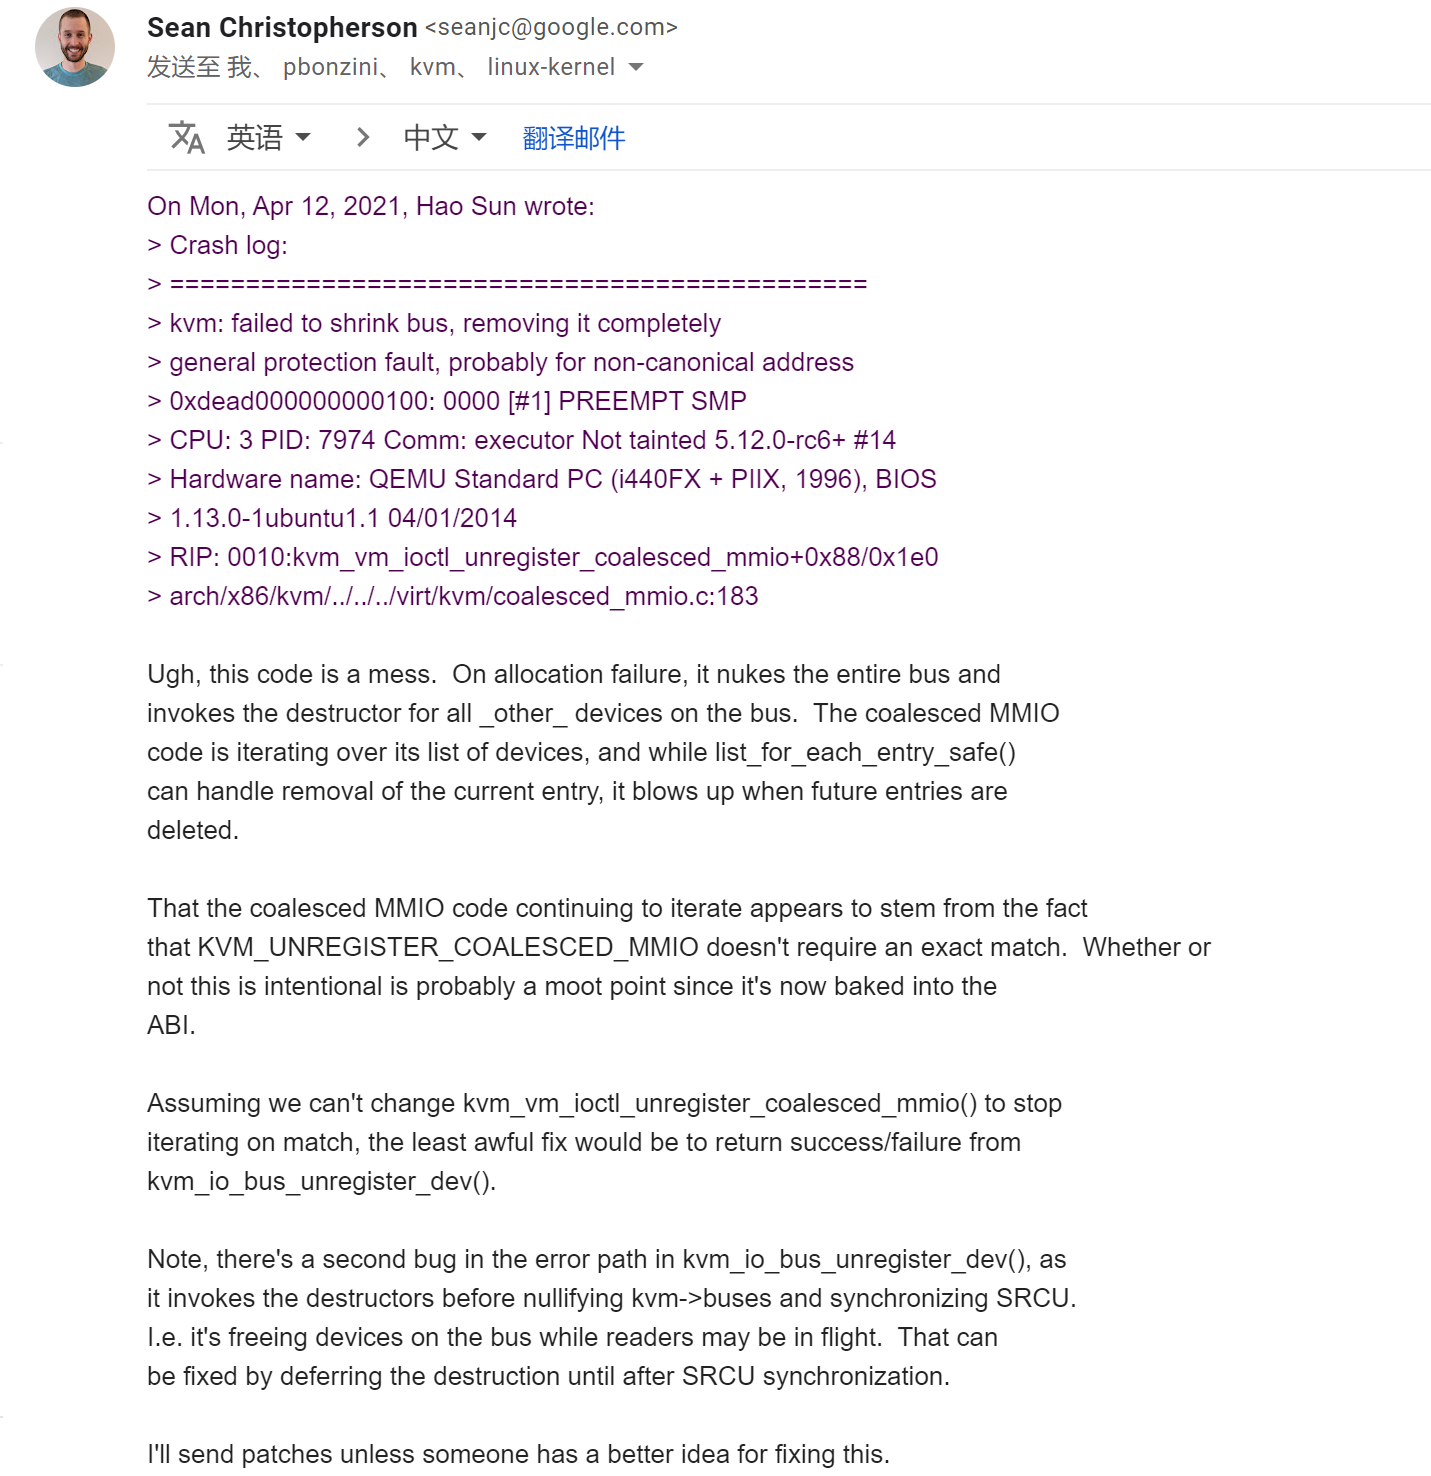 Sean Christopherson <seanjc@google.com>
发送至 我、 pbonzini、 kvm、 linux-kernel
文A 英语 > 中文 翻译邮件
On Mon, Apr 12, 2021, Hao Sun wrote:
> Crash log:
> ==============================================
> kvm: failed to shrink bus, removing it completely
> general protection fault, probably for non-canonical address
> 0xdead000000000100: 0000 [#1] PREEMPT SMP
> CPU: 3 PID: 7974 Comm: executor Not tainted 5.12.0-rc6+ #14
> Hardware name: QEMU Standard PC (i440FX + PIIX, 1996), BIOS
> 1.13.0-1ubuntu1.1 04/01/2014
> RIP: 0010:kvm_vm_ioctl_unregister_coalesced_mmio+0x88/0x1e0
> arch/x86/kvm/../../../virt/kvm/coalesced_mmio.c:183
Ugh, this code is a mess.  On allocation failure, it nukes the entire bus and
invokes the destructor for all _other_ devices on the bus.  The coalesced MMIO
code is iterating over its list of devices, and while list_for_each_entry_safe()
can handle removal of the current entry, it blows up when future entries are
deleted.
That the coalesced MMIO code continuing to iterate appears to stem from the fact
that KVM_UNREGISTER_COALESCED_MMIO doesn't require an exact match.  Whether or
not this is intentional is probably a moot point since it's now baked into the
ABI.
Assuming we can't change kvm_vm_ioctl_unregister_coalesced_mmio() to stop
iterating on match, the least awful fix would be to return success/failure from
kvm_io_bus_unregister_dev().
Note, there's a second bug in the error path in kvm_io_bus_unregister_dev(), as
it invokes the destructors before nullifying kvm->buses and synchronizing SRCU.
I.e. it's freeing devices on the bus while readers may be in flight.  That can
be fixed by deferring the destruction until after SRCU synchronization.
I'll send patches unless someone has a better idea for fixing this.